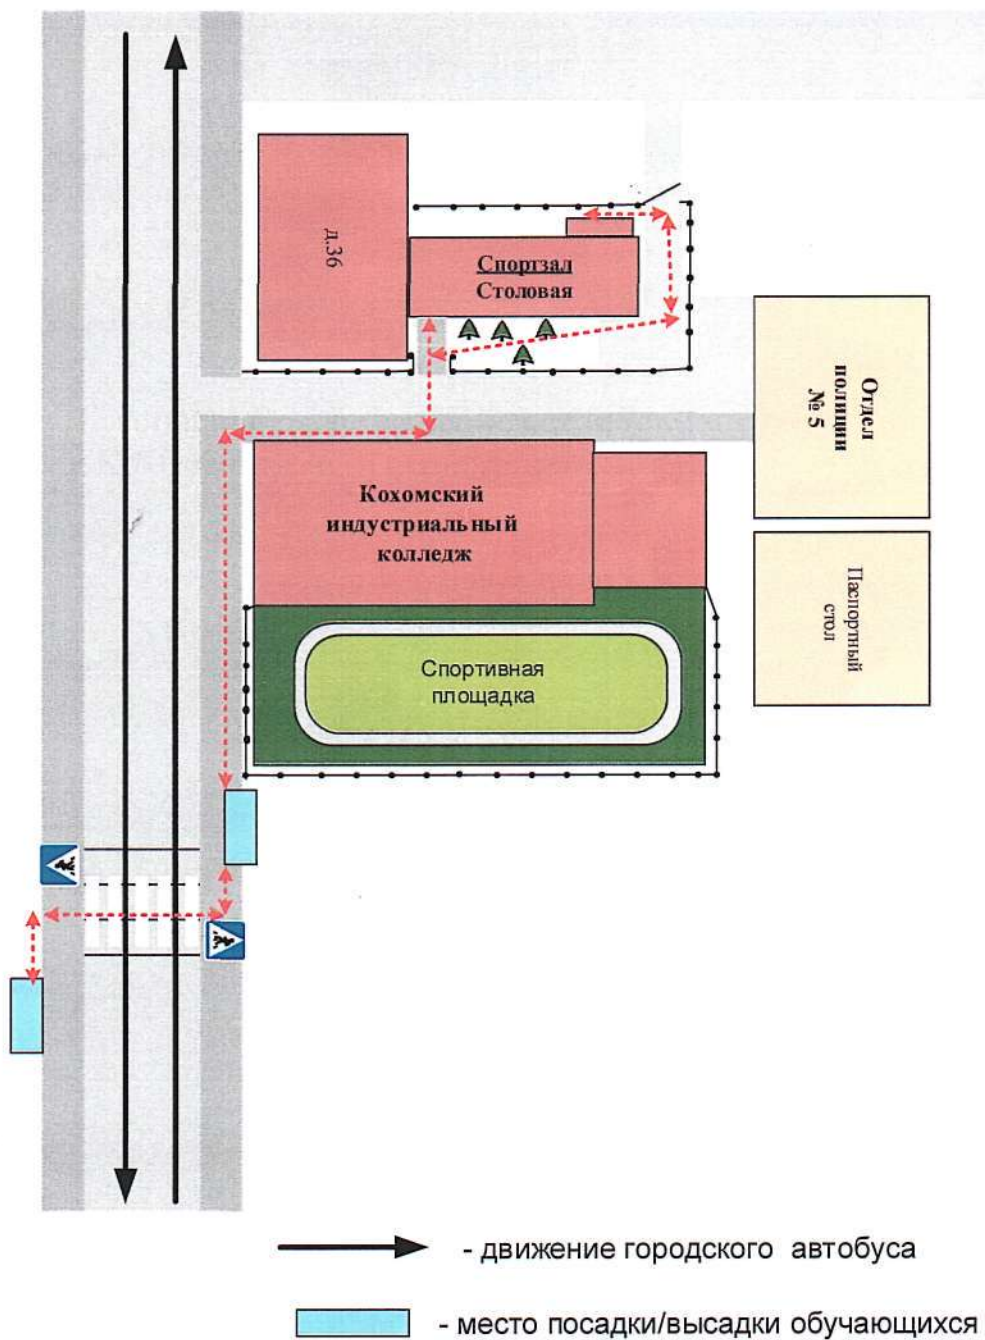 д.36
Спортзал
Столовая
Отдел
полиции
№ 5
Кохомский
индустриальный
колледж
Паспортный
стол
Спортивная
площадка
- движение городского автобуса
- место посадки/высадки обучающихся